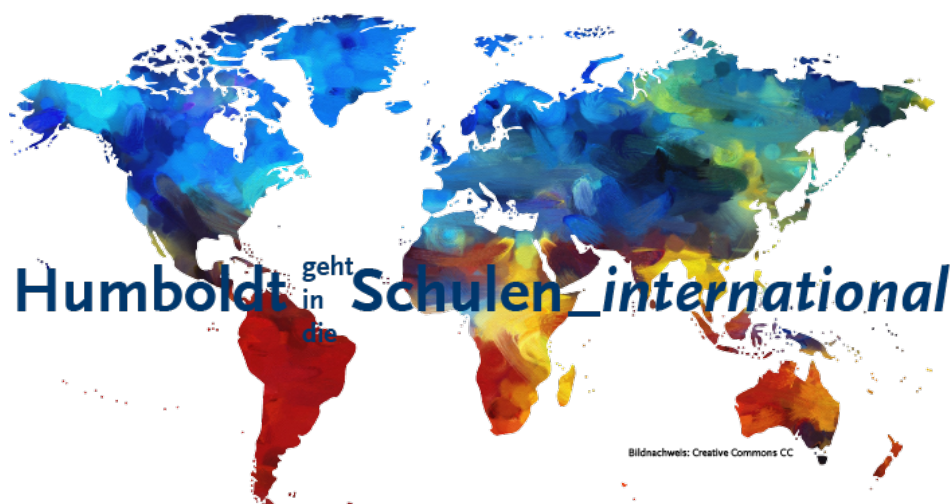 Humboldt geht in die Schulen_international
Bildnachweis: Creative Commons CC